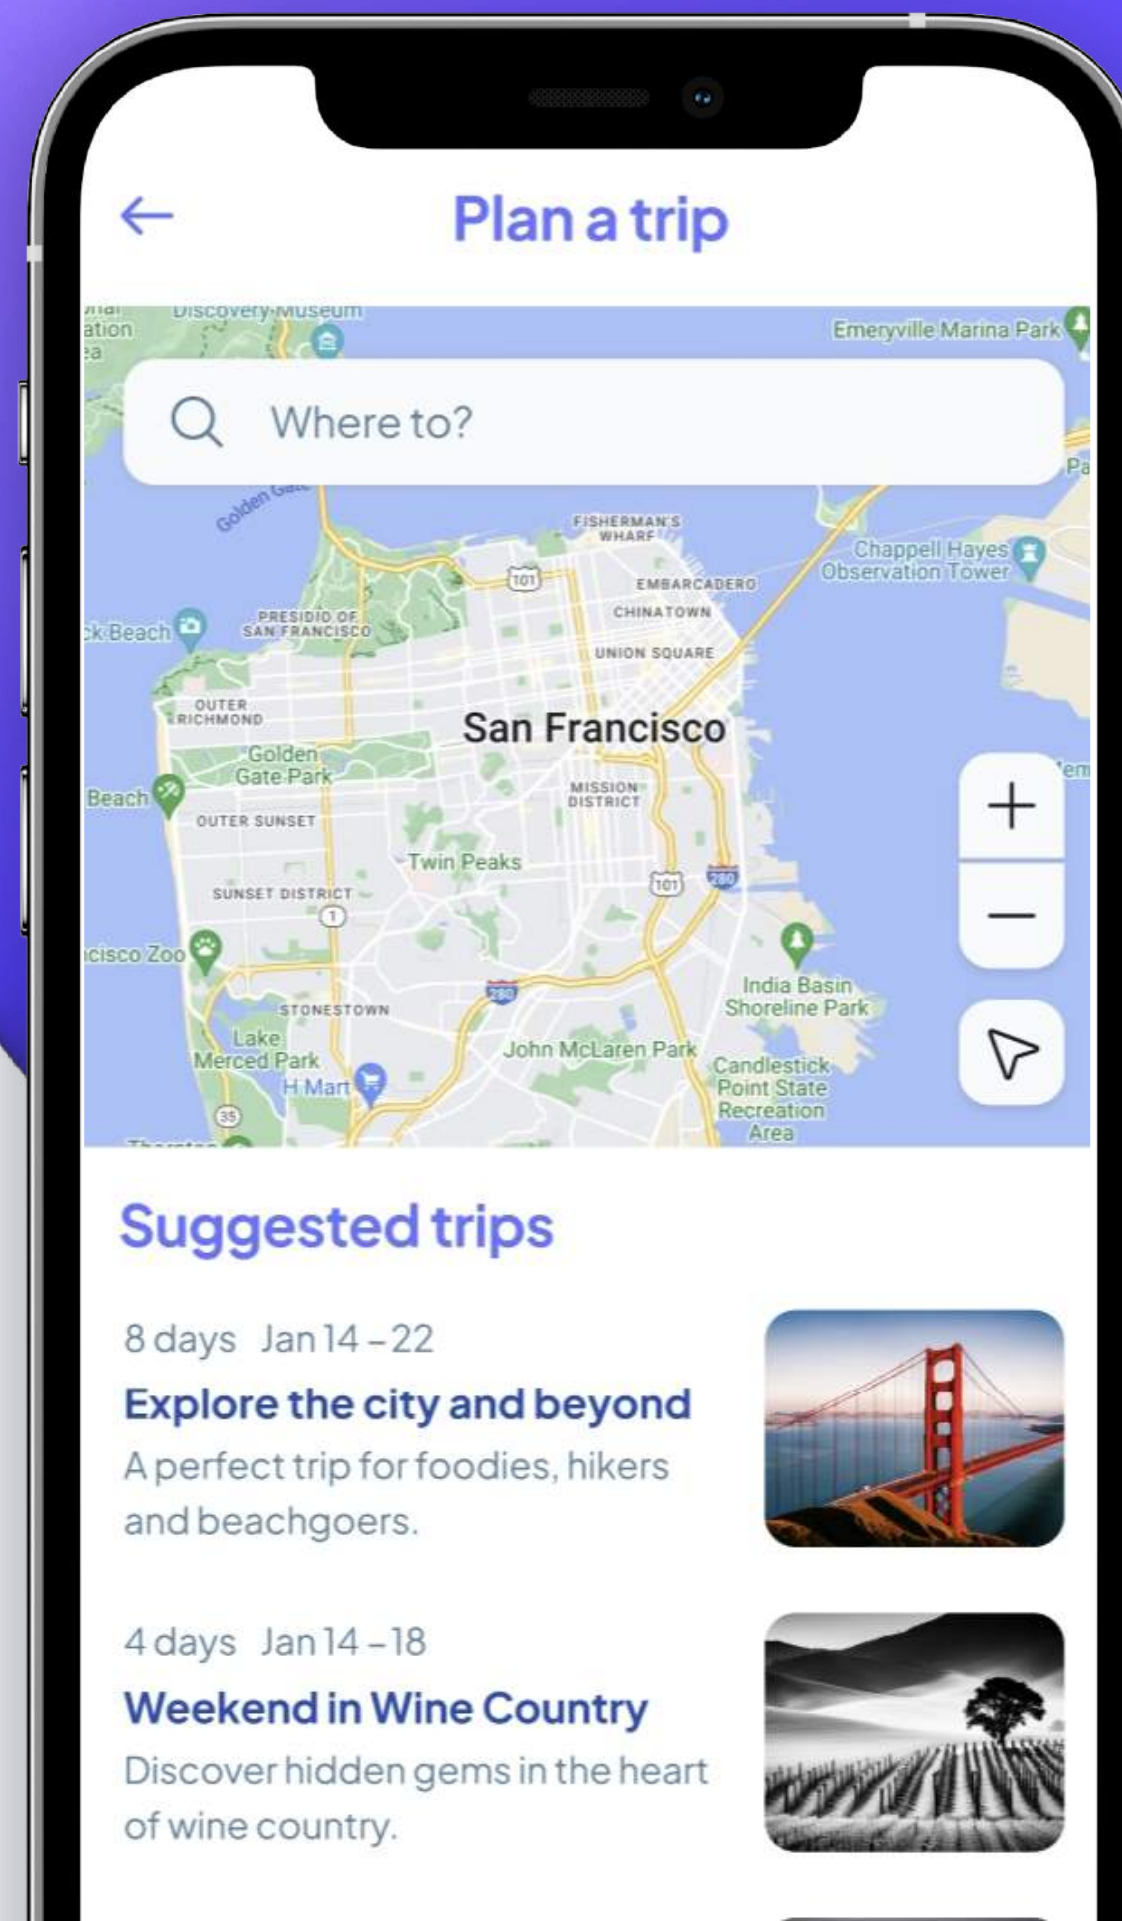 Plan a trip
Discovery Museum
ation
Emeryville Marina Park
Where to?
Golden
FISHERMAN'S
WHARF
Chappell Hayes
Observation Tower
101
EMBARCADERO
CHINATOWN
PRESIDIO OF
SAN FRANCISCO
ck Beach
UNION SQUARE
OUTER
RICHMOND
San Francisco
Golden
Gate Park
Beach
MISSION
DISTRICT
OUTER SUNSET
Twin Peaks
101
280
SUNSET DISTRICT
1
ncisco Zoo
280
India Basin
Shoreline Park
STONESTOWN
Lake
Merced Park
John McLaren Park
H Mart
Candlestick
Point State
Recreation
Area
35
Suggested trips
8 days Jan 14 – 22
Explore the city and beyond
A perfect trip for foodies, hikers
and beachgoers.
4 days Jan 14 – 18
Weekend in Wine Country
Discover hidden gems in the heart
of wine country.